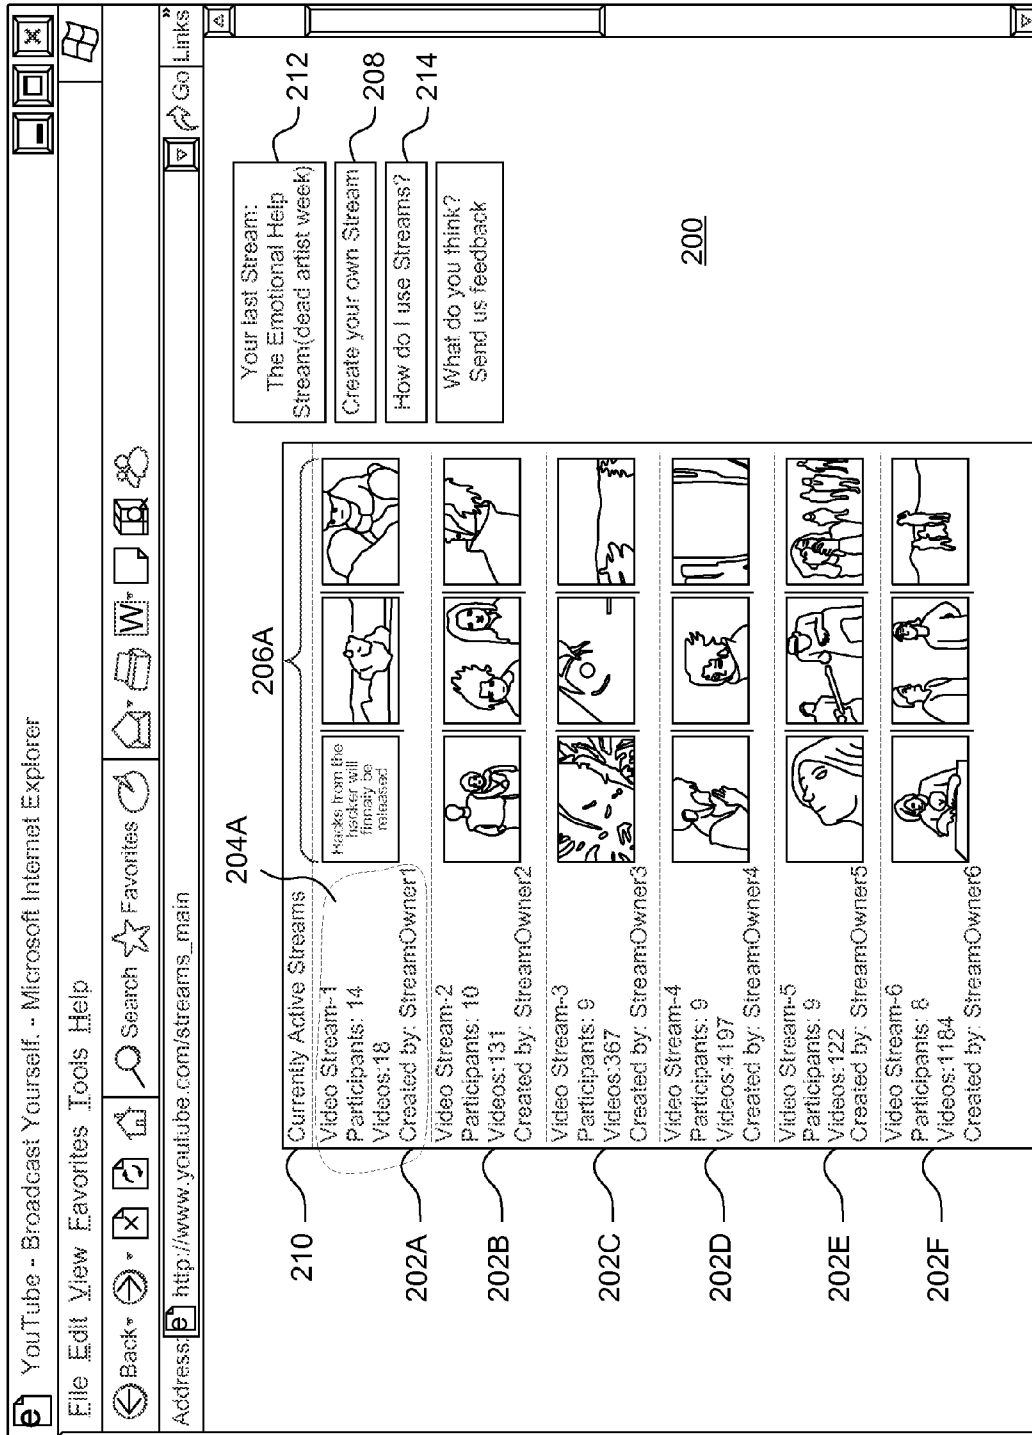 YouTube - Broadcast Yourself. - Microsoft Internet Explorer
File Edit View Favorites Tools Help
Back Search Favorites W
Address: http://www.youtube.com/streams_main Go Links »
210
Currently Active Streams
204A
206A
202A
Video Stream-1
Participants: 14
Videos:18
Created by: StreamOwner1
Hacks from the
hacker will
finnaly be
released
202B
Video Stream-2
Participants: 10
Videos:131
Created by: StreamOwner2
202C
Video Stream-3
Participants: 9
Videos:367
Created by: StreamOwner3
202D
Video Stream-4
Participants: 9
Videos:4197
Created by: StreamOwner4
202E
Video Stream-5
Participants: 9
Videos:122
Created by: StreamOwner5
202F
Video Stream-6
Participants: 8
Videos:1184
Created by: StreamOwner6
Your last Stream:
The Emotional Help
Stream(dead artist week)
212
Create your own Stream
208
How do I use Streams?
214
What do you think?
Send us feedback
200